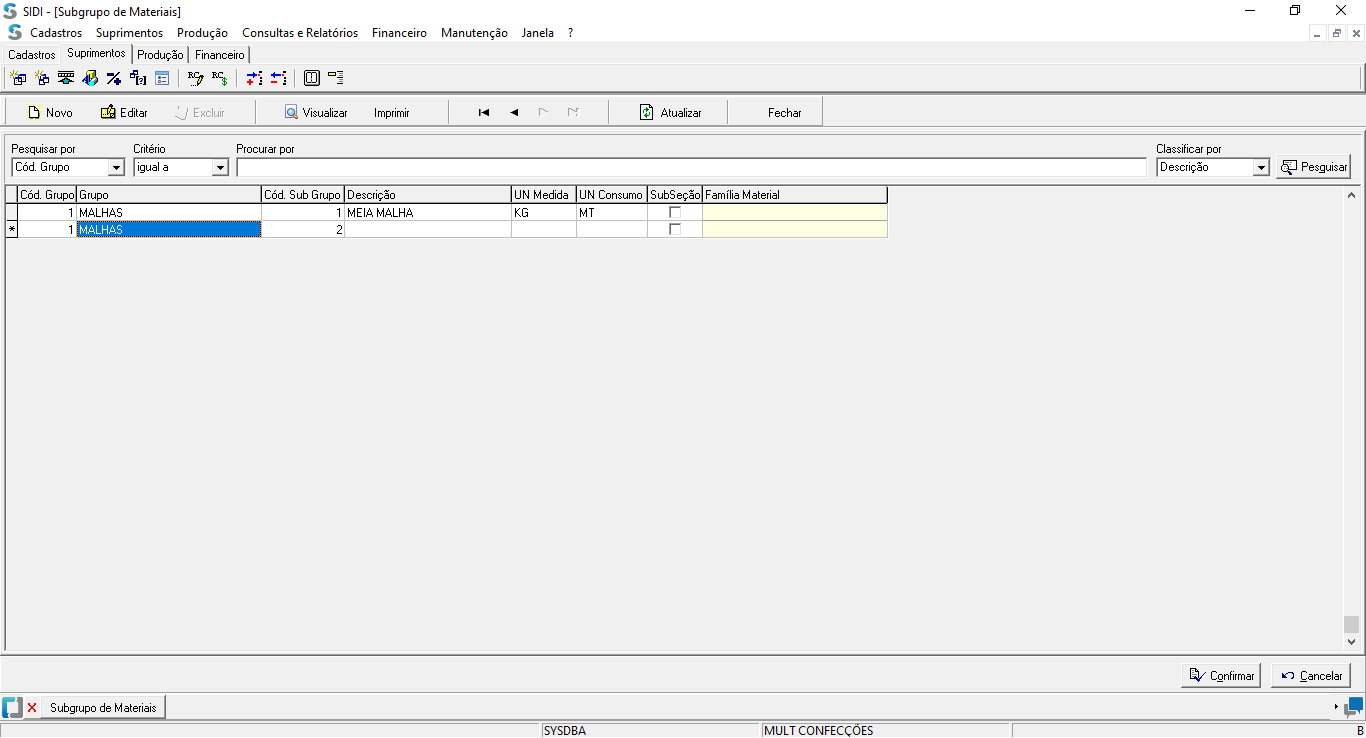 SIDI - [Subgrupo de Materiais]
Cadastros Suprimentos Produção Consultas e Relatórios Financeiro Manutenção Janela ?
Cadastros Suprimentos Produção Financeiro
Novo Editar Excluir Visualizar Imprimir Atualizar Fechar
Pesquisar por Critério Procurar por Classificar por
Cód. Grupo igual a Descrição Pesquisar
Cód. Grupo Grupo Cód. Sub Grupo Descrição UN Medida UN Consumo SubSeção Família Material
1 MALHAS 1 MEIA MALHA KG MT
* 1 MALHAS 2
Confirmar Cancelar
Subgrupo de Materiais
SYSDBA MULT CONFECÇÕES B